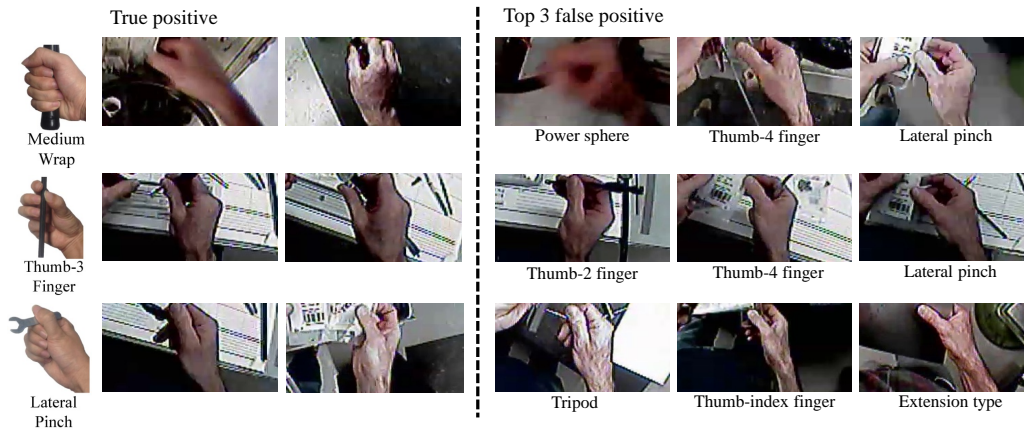 True positive
Top 3 false positive
Medium
Wrap
Power sphere
Thumb-4 finger
Lateral pinch
Thumb-3
Finger
Thumb-2 finger
Thumb-4 finger
Lateral pinch
Lateral
Pinch
Tripod
Thumb-index finger
Extension type